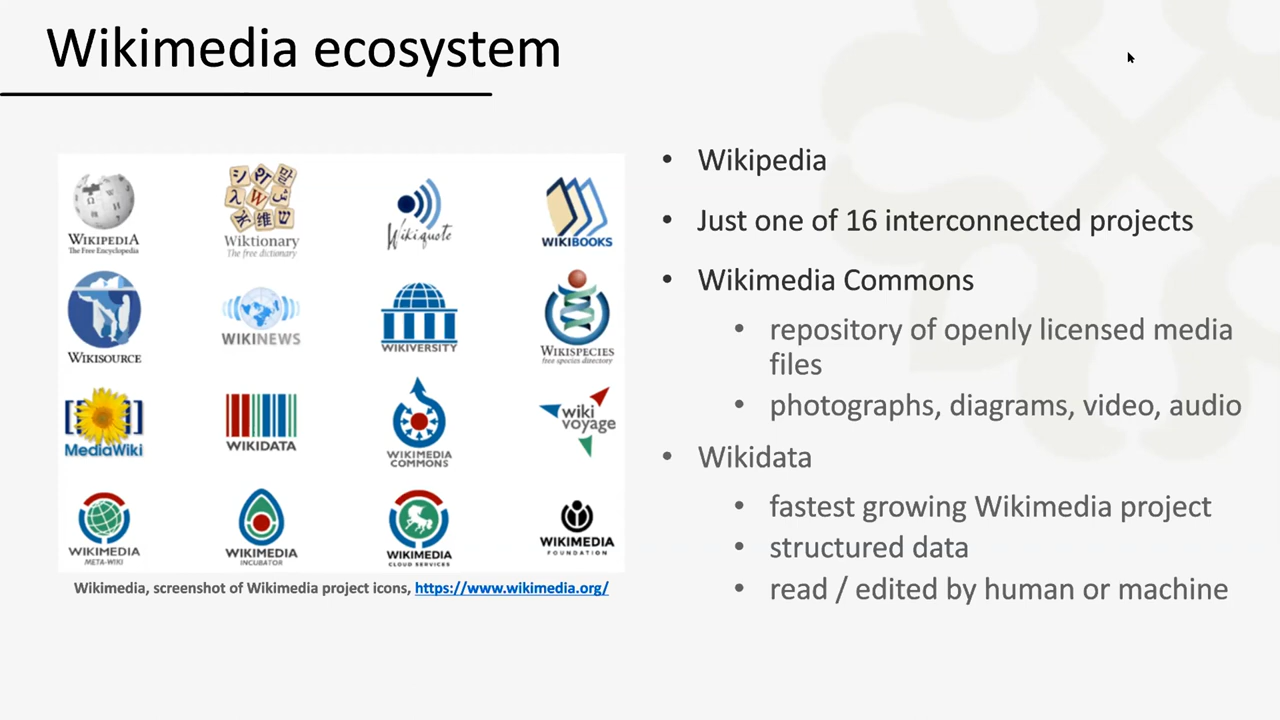 Wikimedia ecosystem
WIKIPEDIA
The Free Encyclopedia
Wiktionary
The free dictionary
Wikiquote
WIKIBOOKS
WIKISOURCE
WIKINEWS
WIKIVERSITY
WIKISPECIES
free species directory
MediaWiki
WIKIDATA
WIKIMEDIA
COMMONS
wiki
voyage
WIKIMEDIA
META-WIKI
WIKIMEDIA
INCUBATOR
WIKIMEDIA
CLOUD SERVICES
WIKIMEDIA
FOUNDATION
Wikimedia, screenshot of Wikimedia project icons, https://www.wikimedia.org/
• Wikipedia
• Just one of 16 interconnected projects
• Wikimedia Commons
• repository of openly licensed media
files
• photographs, diagrams, video, audio
• Wikidata
• fastest growing Wikimedia project
• structured data
• read / edited by human or machine